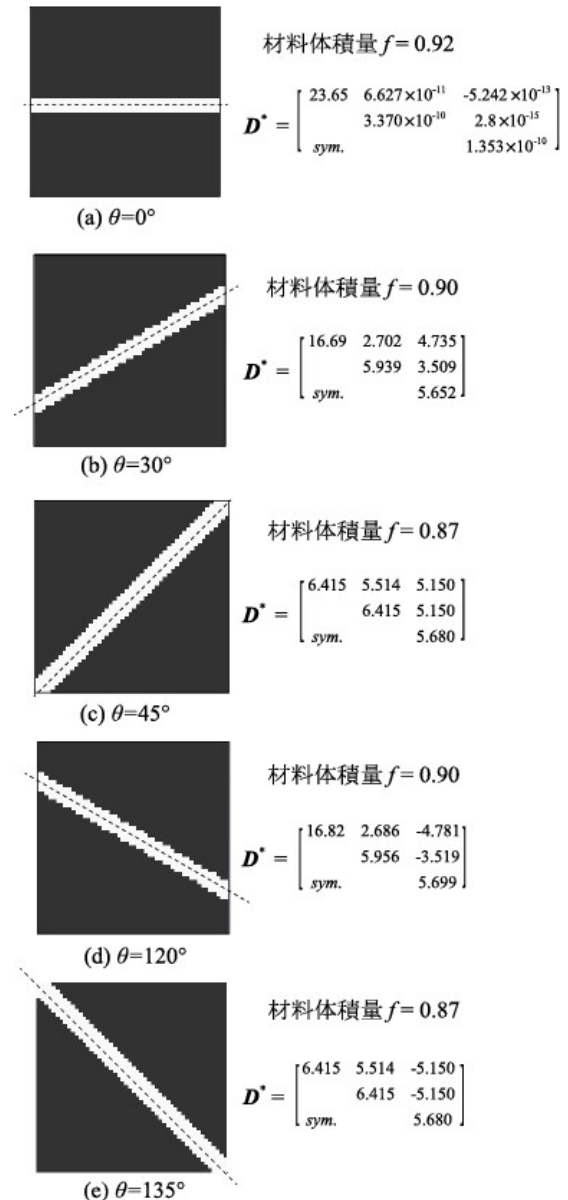 材料体積量 f = 0.92
D* = [ 23.65 6.627×10⁻¹¹ -5.242×10⁻¹³
3.370×10⁻¹⁰ 2.8×10⁻¹⁵
sym. 1.353×10⁻¹⁰ ]
(a) θ=0°
材料体積量 f = 0.90
D* = [ 16.69 2.702 4.735
5.939 3.509
sym. 5.652 ]
(b) θ=30°
材料体積量 f = 0.87
D* = [ 6.415 5.514 5.150
6.415 5.150
sym. 5.680 ]
(c) θ=45°
材料体積量 f = 0.90
D* = [ 16.82 2.686 -4.781
5.956 -3.519
sym. 5.699 ]
(d) θ=120°
材料体積量 f = 0.87
D* = [ 6.415 5.514 -5.150
6.415 -5.150
sym. 5.680 ]
(e) θ=135°